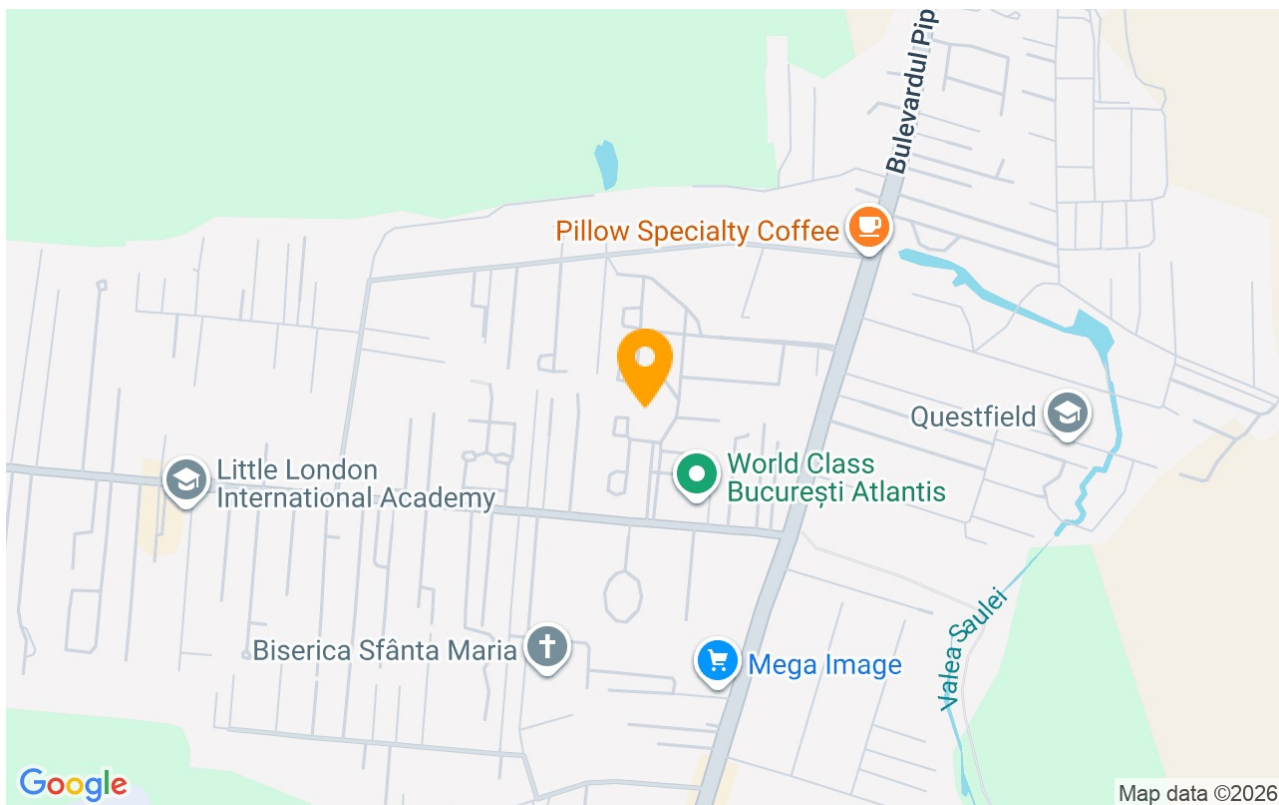 Bulevardul Pip
Pillow Specialty Coffee
Questfield
Little London
International Academy
World Class
București Atlantis
Valea Saulei
Biserica Sfânta Maria
Mega Image
Google
Map data ©2026